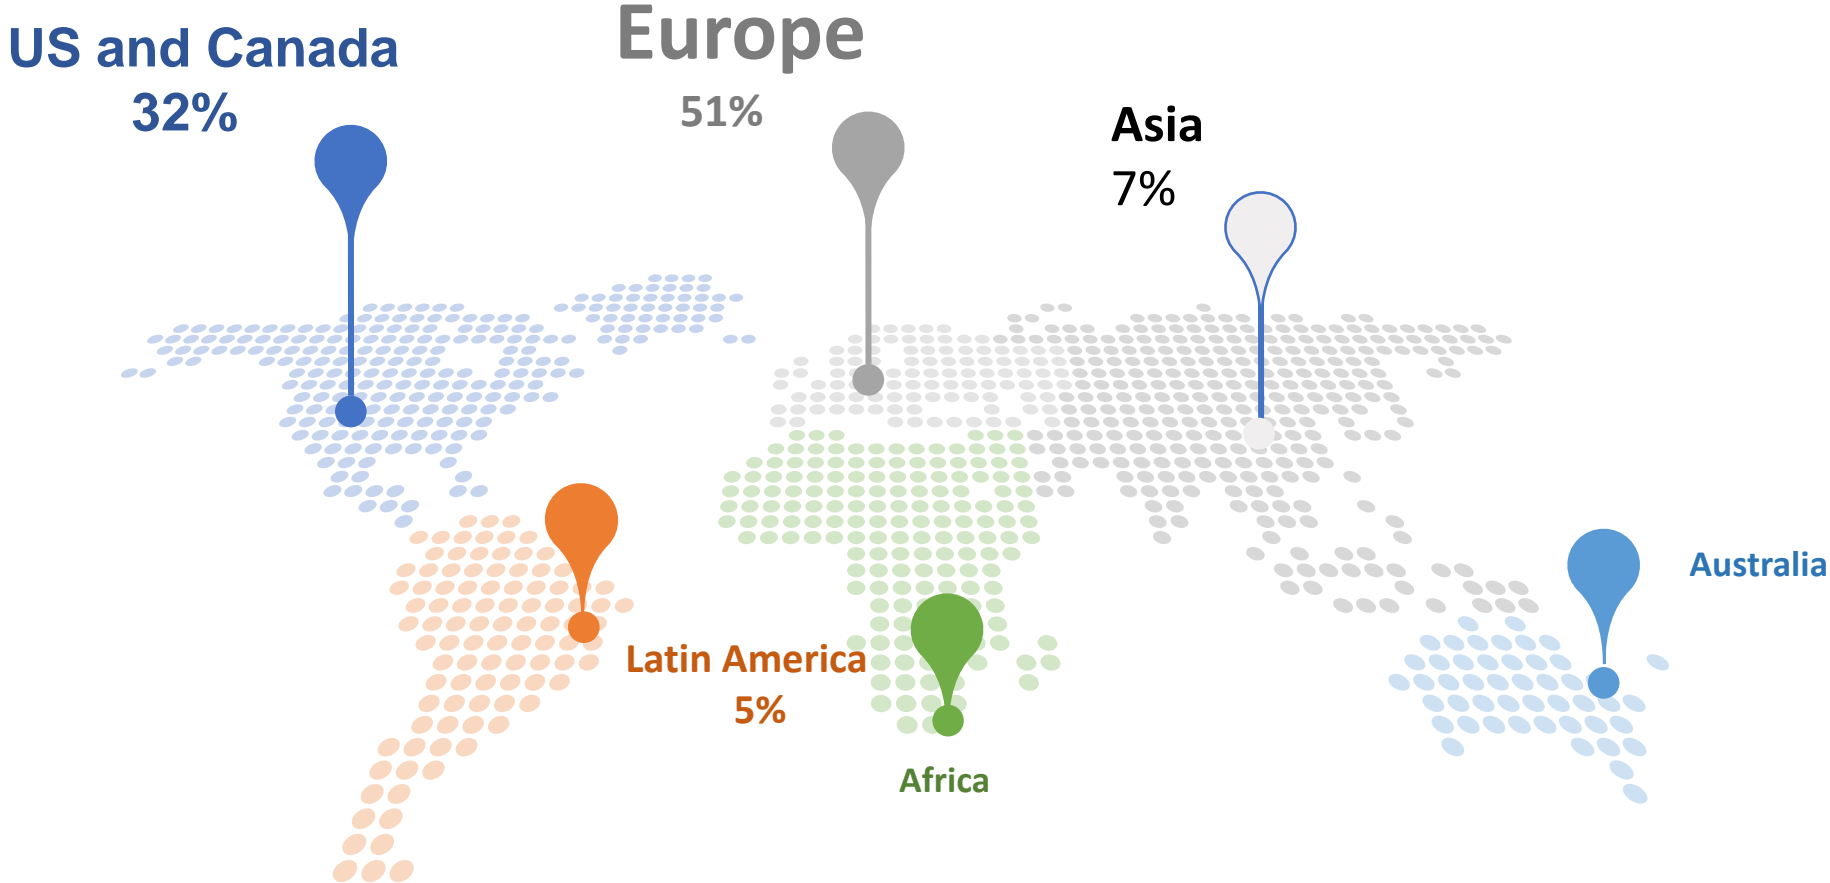 US and Canada
32%
Europe
51%
Asia
7%
Latin America
5%
Africa
Australia